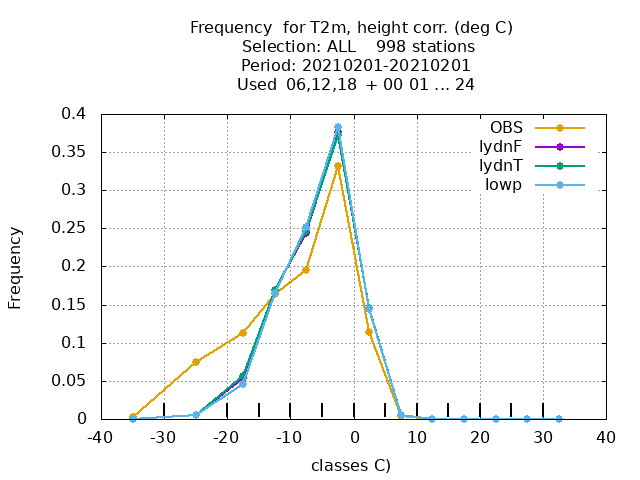 Frequency  for T2m, height corr. (deg C)
Selection: ALL    998 stations
Period: 20210201-20210201
Used  06,12,18  + 00 01 ... 24
OBS
lydnF
lydnT
lowp
0.4
0.35
0.3
0.25
0.2
0.15
0.1
0.05
0
Frequency
-40 -30 -20 -10 0 10 20 30 40
classes C)